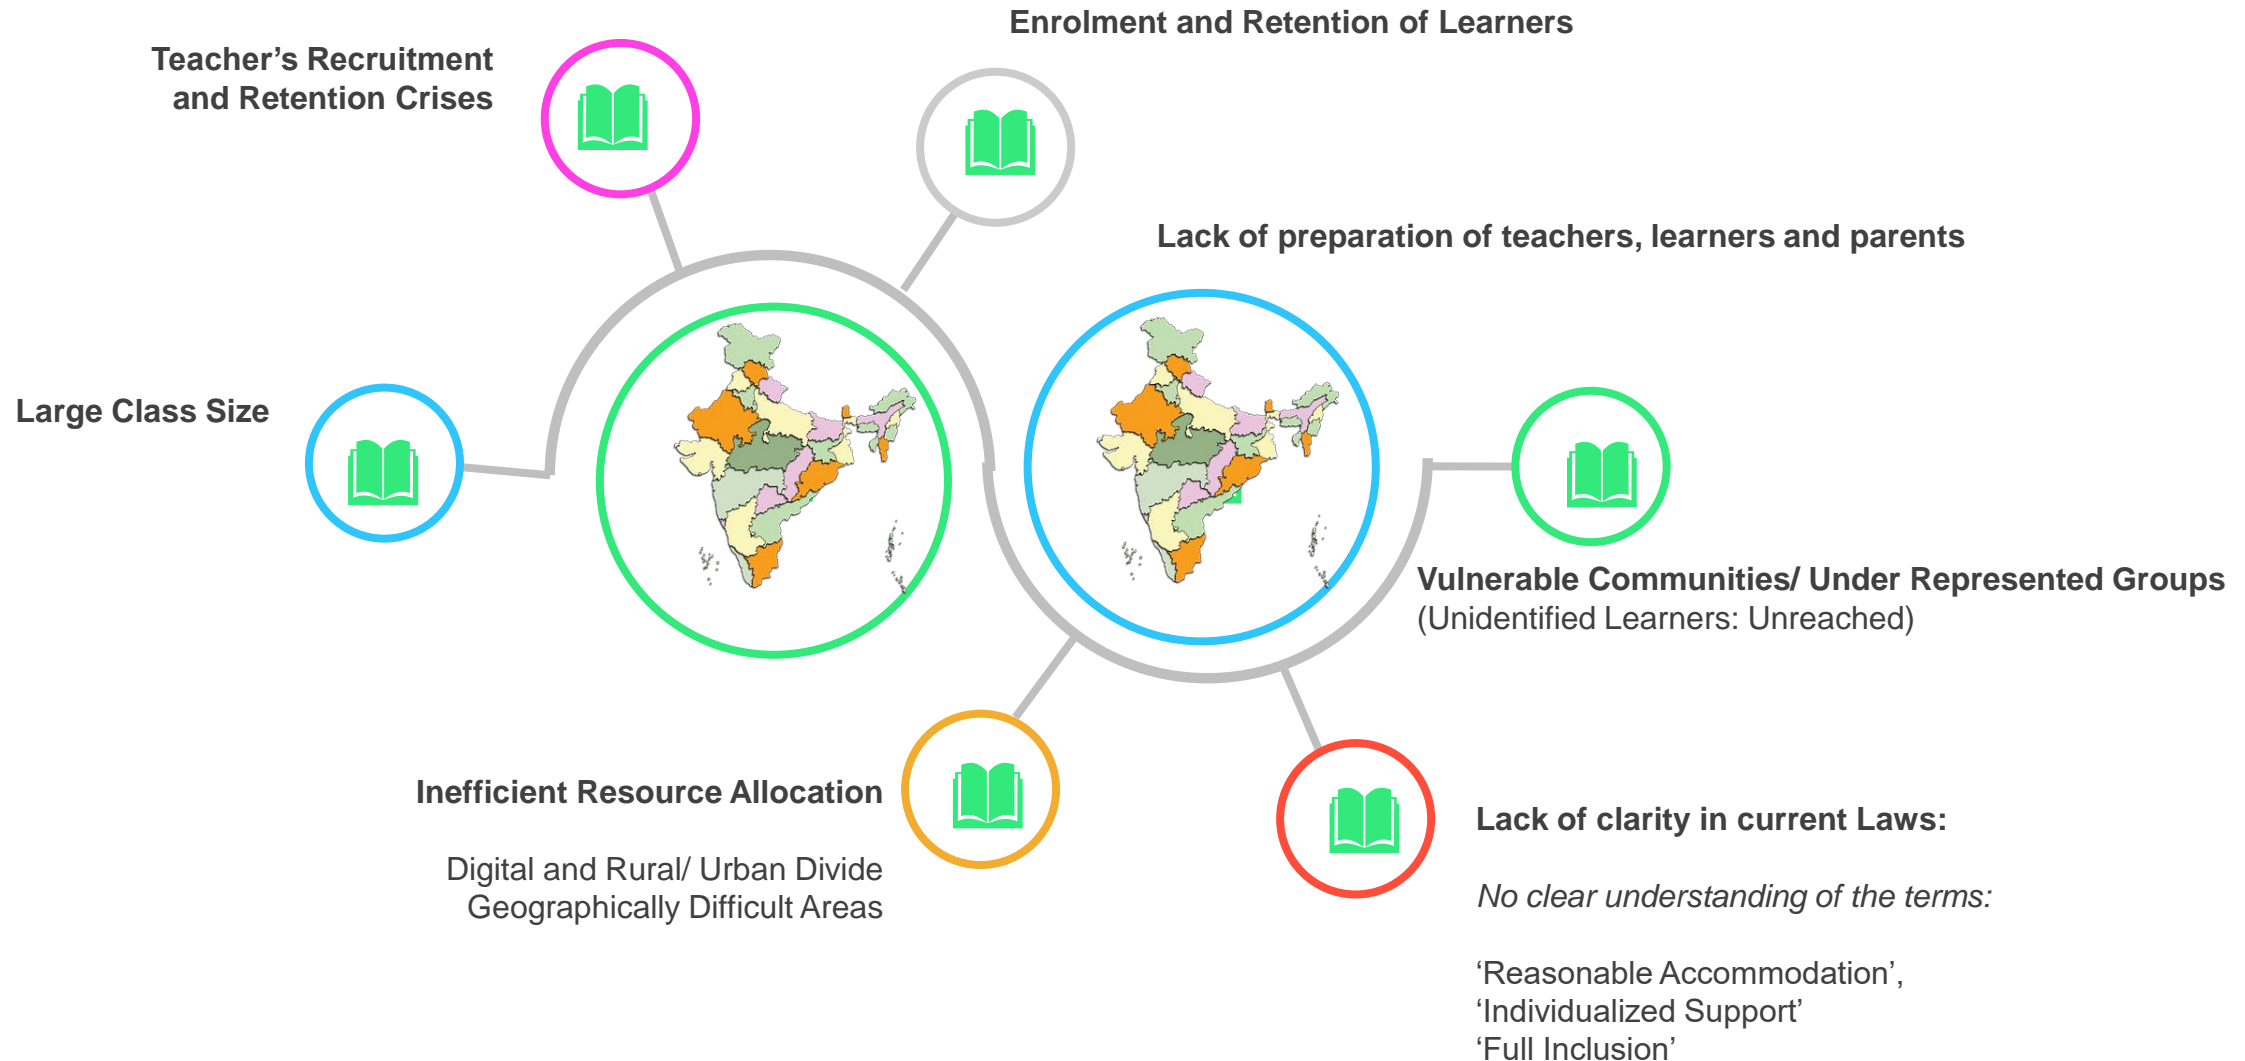 Enrolment and Retention of Learners
Teacher’s Recruitment
and Retention Crises
Lack of preparation of teachers, learners and parents
Large Class Size
Vulnerable Communities/ Under Represented Groups
(Unidentified Learners: Unreached)
Inefficient Resource Allocation
Digital and Rural/ Urban Divide
Geographically Difficult Areas
Lack of clarity in current Laws:
No clear understanding of the terms:
‘Reasonable Accommodation’,
‘Individualized Support’
‘Full Inclusion’